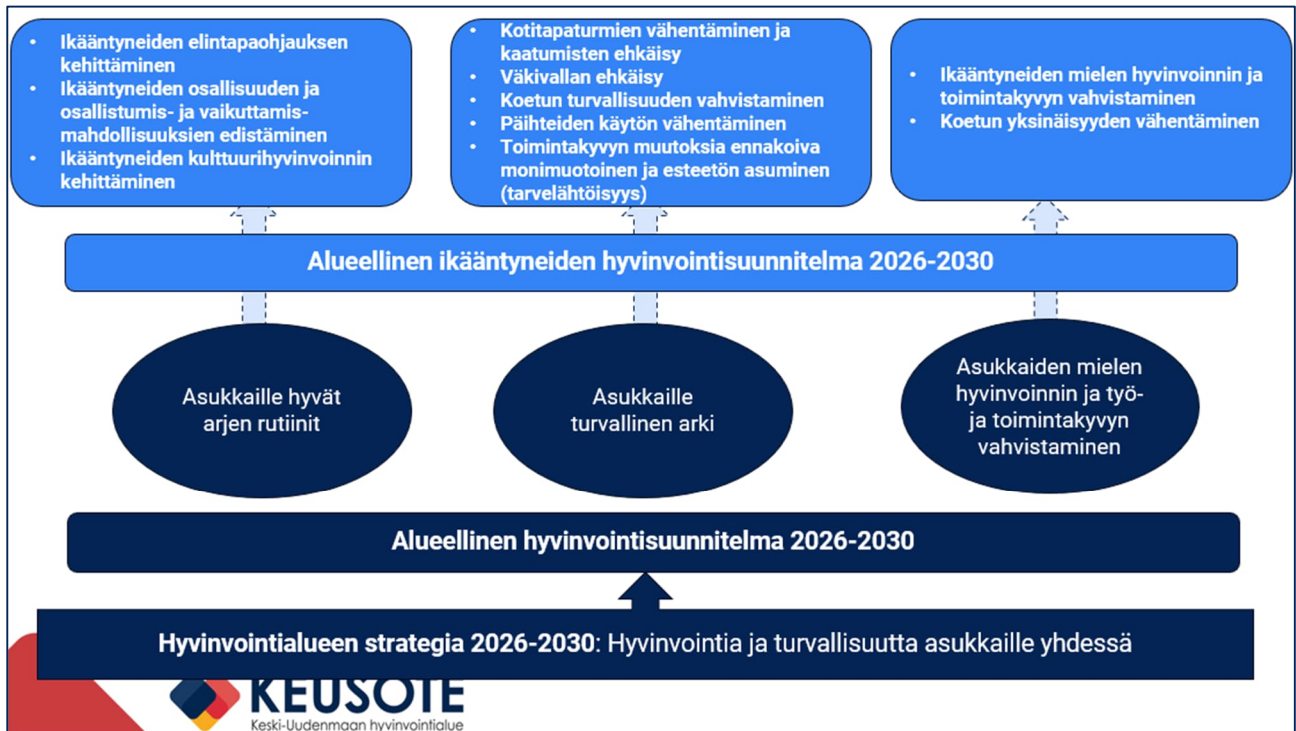 • Ikääntyneiden elintapaohjauksen
kehittäminen
• Ikääntyneiden osallisuuden ja
osallistumis- ja vaikuttamis-
mahdollisuuksien edistäminen
• Ikääntyneiden kulttuurihyvinvoinnin
kehittäminen
• Kotitapaturmien vähentäminen ja
kaatumisten ehkäisy
• Väkivallan ehkäisy
• Koetun turvallisuuden vahvistaminen
• Päihteiden käytön vähentäminen
• Toimintakyvyn muutoksia ennakoiva
monimuotoinen ja esteetön asuminen
(tarvelähtöisyys)
• Ikääntyneiden mielen hyvinvoinnin ja
toimintakyvyn vahvistaminen
• Koetun yksinäisyyden vähentäminen
Alueellinen ikääntyneiden hyvinvointisuunnitelma 2026-2030
Asukkaille hyvät
arjen rutiinit
Asukkaille
turvallinen arki
Asukkaiden mielen
hyvinvoinnin ja työ-
ja toimintakyvyn
vahvistaminen
Alueellinen hyvinvointisuunnitelma 2026-2030
Hyvinvointialueen strategia 2026-2030: Hyvinvointia ja turvallisuutta asukkaille yhdessä
KEUSOTE
Keski-Uudenmaan hyvinvointialue